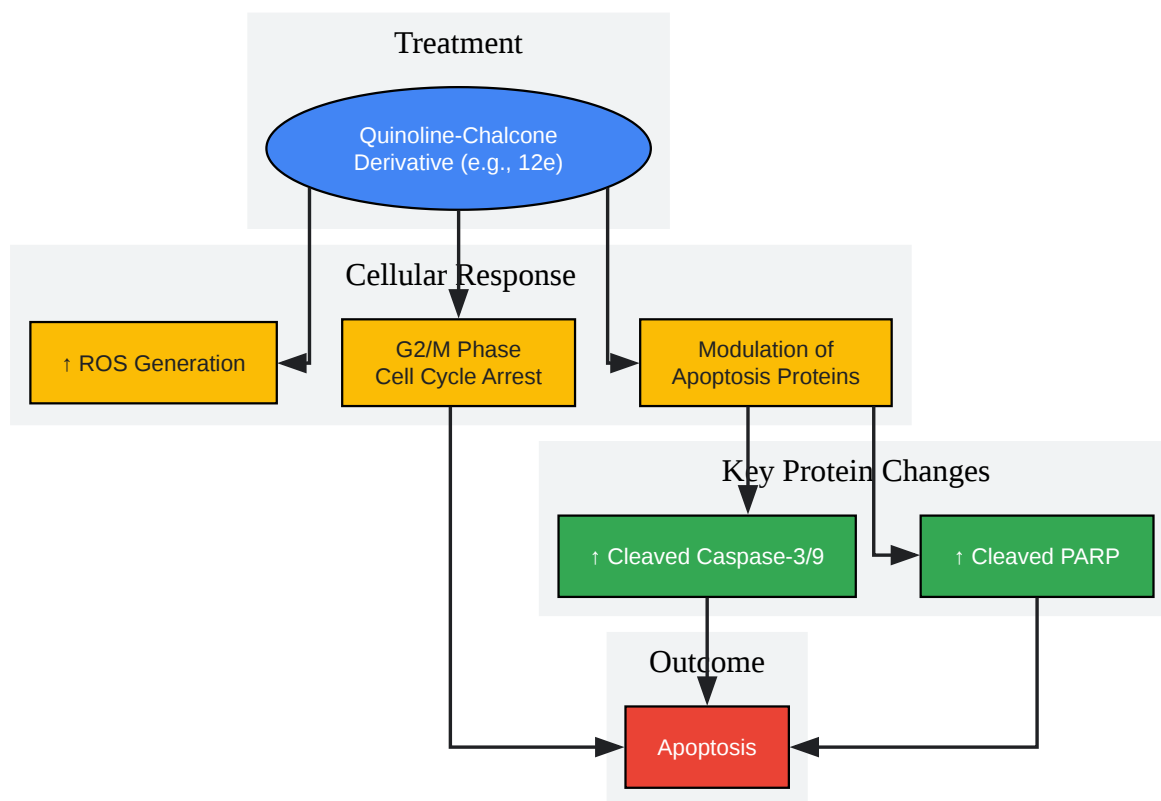 Treatment
Quinoline-Chalcone
Derivative (e.g., 12e)
Cellular Response
↑ ROS Generation
G2/M Phase
Cell Cycle Arrest
Modulation of
Apoptosis Proteins
Key Protein Changes
↑ Cleaved Caspase-3/9
↑ Cleaved PARP
Outcome
Apoptosis